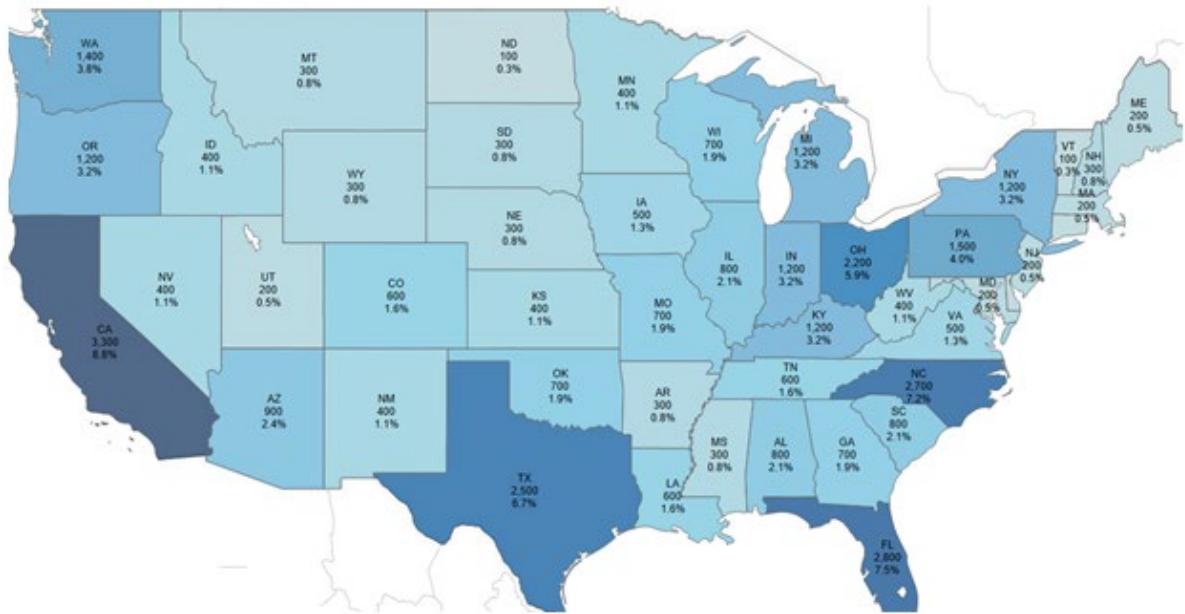 WA
1,400
3.8%
MT
300
0.8%
ND
100
0.3%
MN
400
1.1%
ME
200
0.5%
OR
1,200
3.2%
ID
400
1.1%
SD
300
0.8%
WI
700
1.9%
MI
1,200
3.2%
VT
100
0.3%
NH
300
0.8%
WY
300
0.8%
NY
1,200
3.2%
MA
200
0.5%
NE
300
0.8%
IA
500
1.3%
PA
1,500
4.0%
NV
400
1.1%
UT
200
0.5%
CO
600
1.6%
IL
800
2.1%
IN
1,200
3.2%
OH
2,200
5.9%
NJ
200
0.5%
MD
200
0.5%
CA
3,300
8.8%
KS
400
1.1%
MO
700
1.9%
KY
1,200
3.2%
WV
400
1.1%
VA
500
1.3%
AZ
900
2.4%
NM
400
1.1%
OK
700
1.9%
AR
300
0.8%
TN
600
1.6%
NC
2,700
7.2%
SC
800
2.1%
TX
2,500
6.7%
LA
600
1.6%
MS
300
0.8%
AL
800
2.1%
GA
700
1.9%
FL
2,800
7.5%